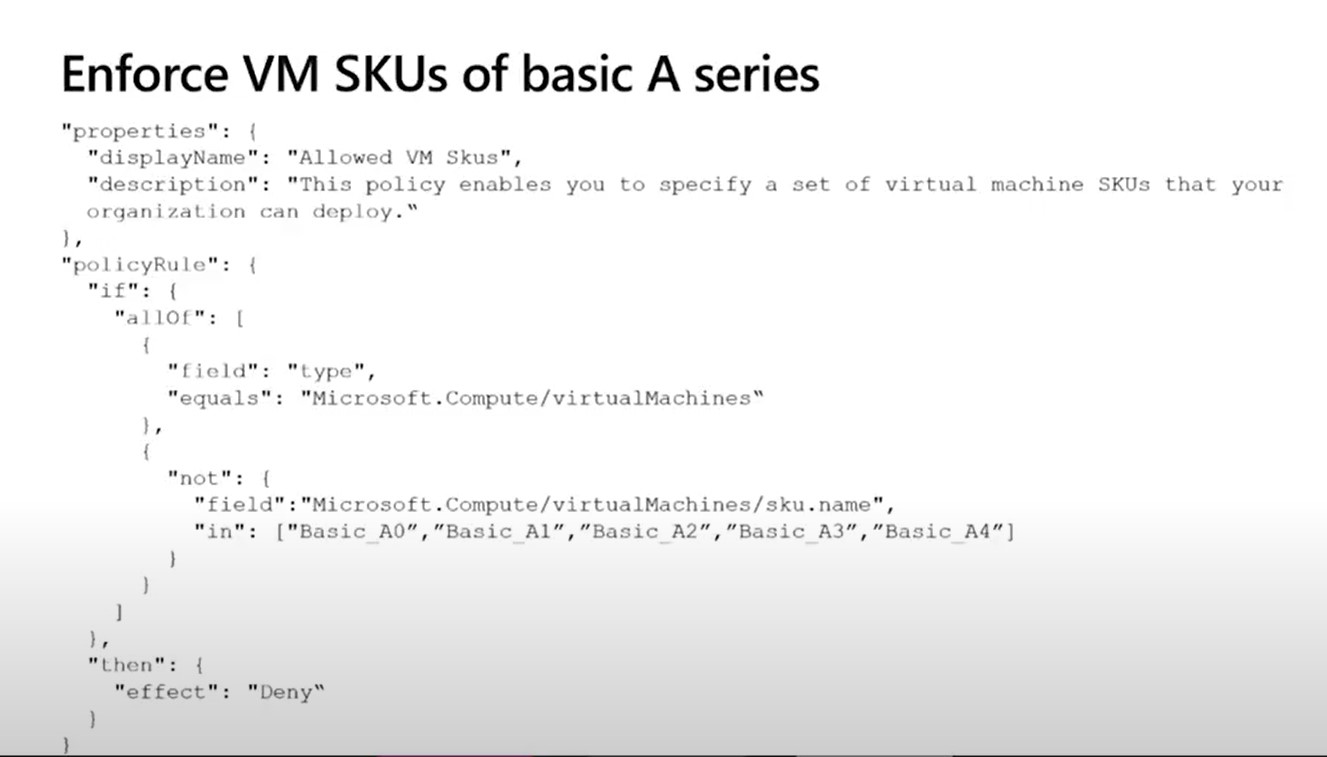 Enforce VM SKUs of basic A series
"properties": {
"displayName": "Allowed VM Skus",
"description": "This policy enables you to specify a set of virtual machine SKUs that your
organization can deploy.“
},
"policyRule": {
"if": {
"allOf": [
{
"field": "type",
"equals": "Microsoft.Compute/virtualMachines“
},
{
"not": {
"field":"Microsoft.Compute/virtualMachines/sku.name",
"in": ["Basic_A0”,“Basic_A1”,”Basic_A2”,”Basic_A3”,”Basic_A4”]
}
}
]
},
"then": {
"effect": "Deny“
}
}